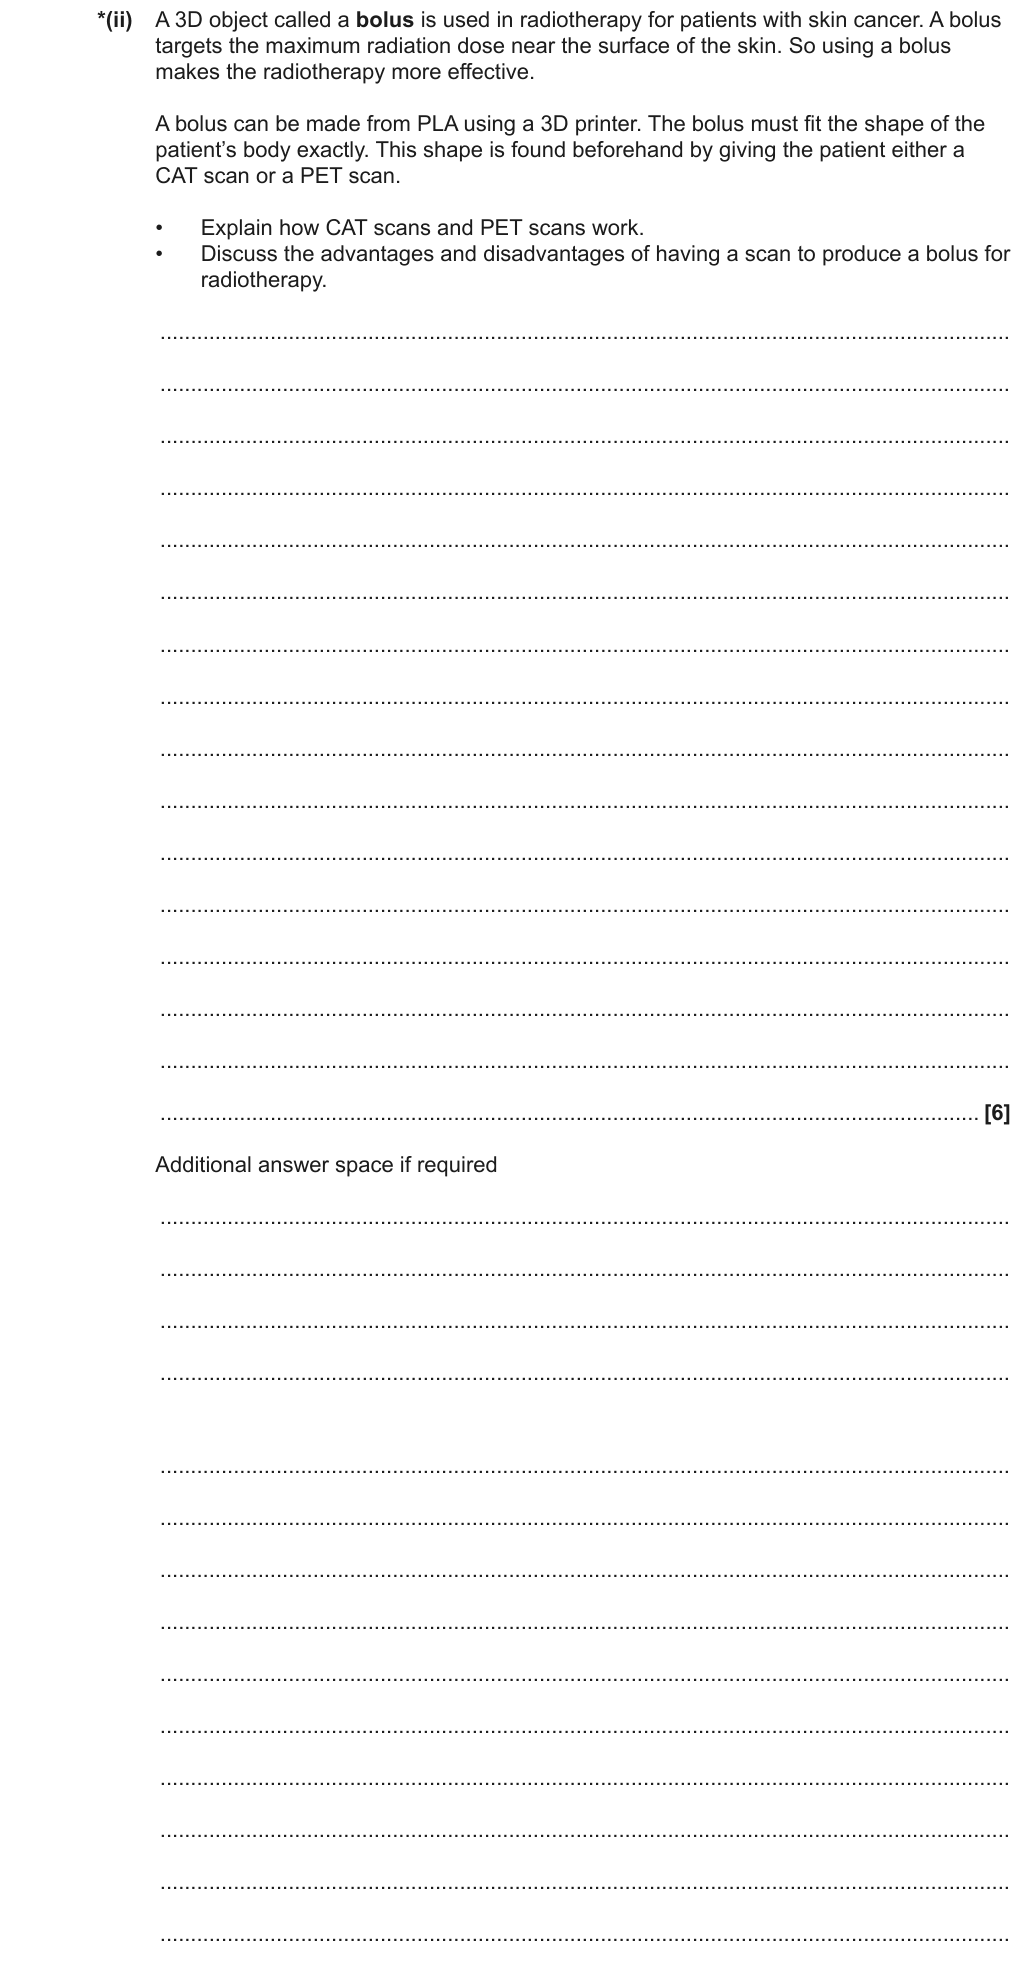 *(ii) A 3D object called a bolus is used in radiotherapy for patients with skin cancer. A bolus
targets the maximum radiation dose near the surface of the skin. So using a bolus
makes the radiotherapy more effective.
A bolus can be made from PLA using a 3D printer. The bolus must fit the shape of the
patient’s body exactly. This shape is found beforehand by giving the patient either a
CAT scan or a PET scan.
• Explain how CAT scans and PET scans work.
• Discuss the advantages and disadvantages of having a scan to produce a bolus for
radiotherapy.
[6]
Additional answer space if required